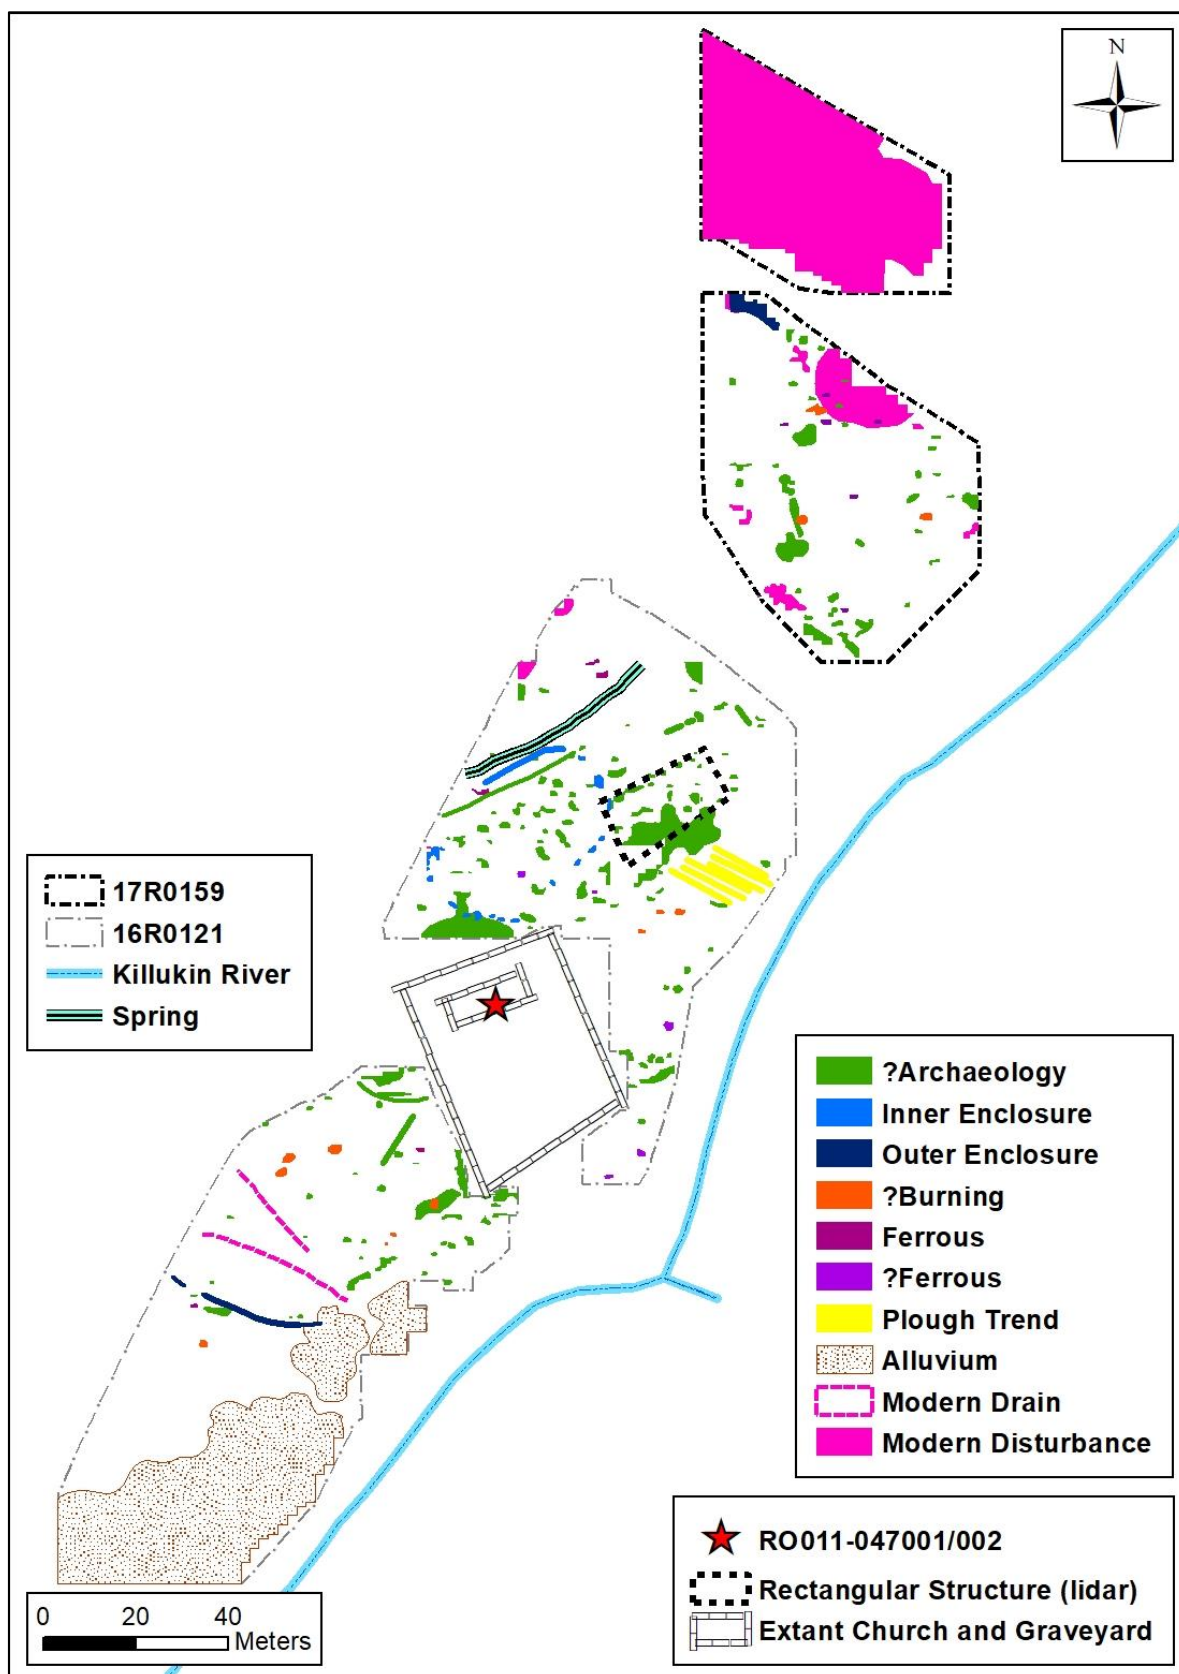 N
17R0159
16R0121
Killukin River
Spring
?Archaeology
Inner Enclosure
Outer Enclosure
?Burning
Ferrous
?Ferrous
Plough Trend
Alluvium
Modern Drain
Modern Disturbance
RO011-047001/002
Rectangular Structure (lidar)
Extant Church and Graveyard
0 20 40
Meters